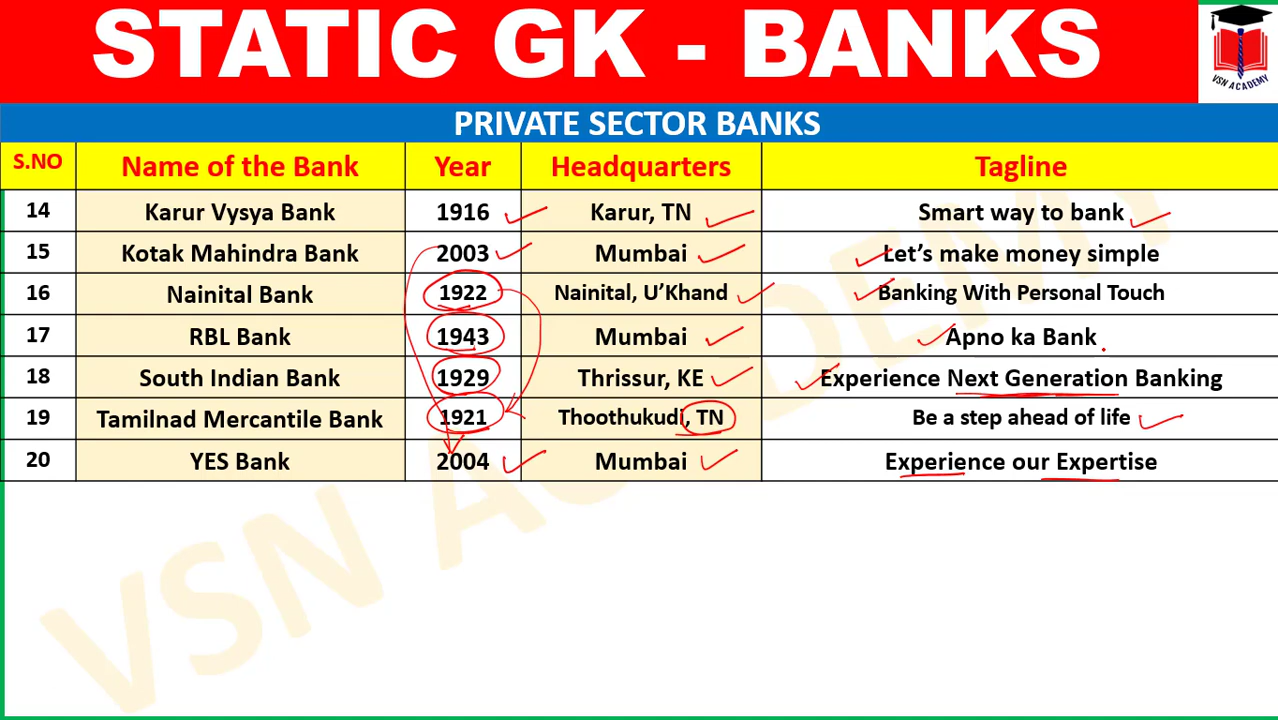 STATIC GK - BANKS
VSN ACADEMY
PRIVATE SECTOR BANKS
S.NO Name of the Bank Year Headquarters Tagline
14 Karur Vysya Bank 1916 Karur, TN Smart way to bank
15 Kotak Mahindra Bank 2003 Mumbai Let's make money simple
16 Nainital Bank 1922 Nainital, U'Khand Banking With Personal Touch
17 RBL Bank 1943 Mumbai Apno ka Bank
18 South Indian Bank 1929 Thrissur, KE Experience Next Generation Banking
19 Tamilnad Mercantile Bank 1921 Thoothukudi, TN Be a step ahead of life
20 YES Bank 2004 Mumbai Experience our Expertise
VSN ACADEMY